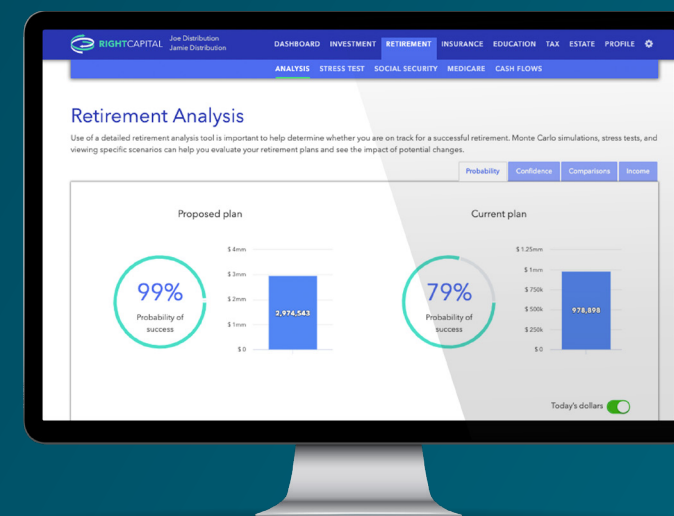 RIGHTCAPITAL
Joe Distribution
Jamie Distribution
DASHBOARD INVESTMENT RETIREMENT INSURANCE EDUCATION TAX ESTATE PROFILE
ANALYSIS STRESS TEST SOCIAL SECURITY MEDICARE CASH FLOWS
Retirement Analysis
Use of a detailed retirement analysis tool is important to help determine whether you are on track for a successful retirement. Monte Carlo simulations, stress tests, and
viewing specific scenarios can help you evaluate your retirement plans and see the impact of potential changes.
Probability Confidence Comparisons Income
Proposed plan
99%
Probability of
success
$ 4mm
$ 3mm
$ 2mm
$ 1mm
$ 0
2,974,543
Current plan
79%
Probability of
success
$ 1.25mm
$ 1mm
$ 750k
$ 500k
$ 250k
$ 0
978,898
Today's dollars